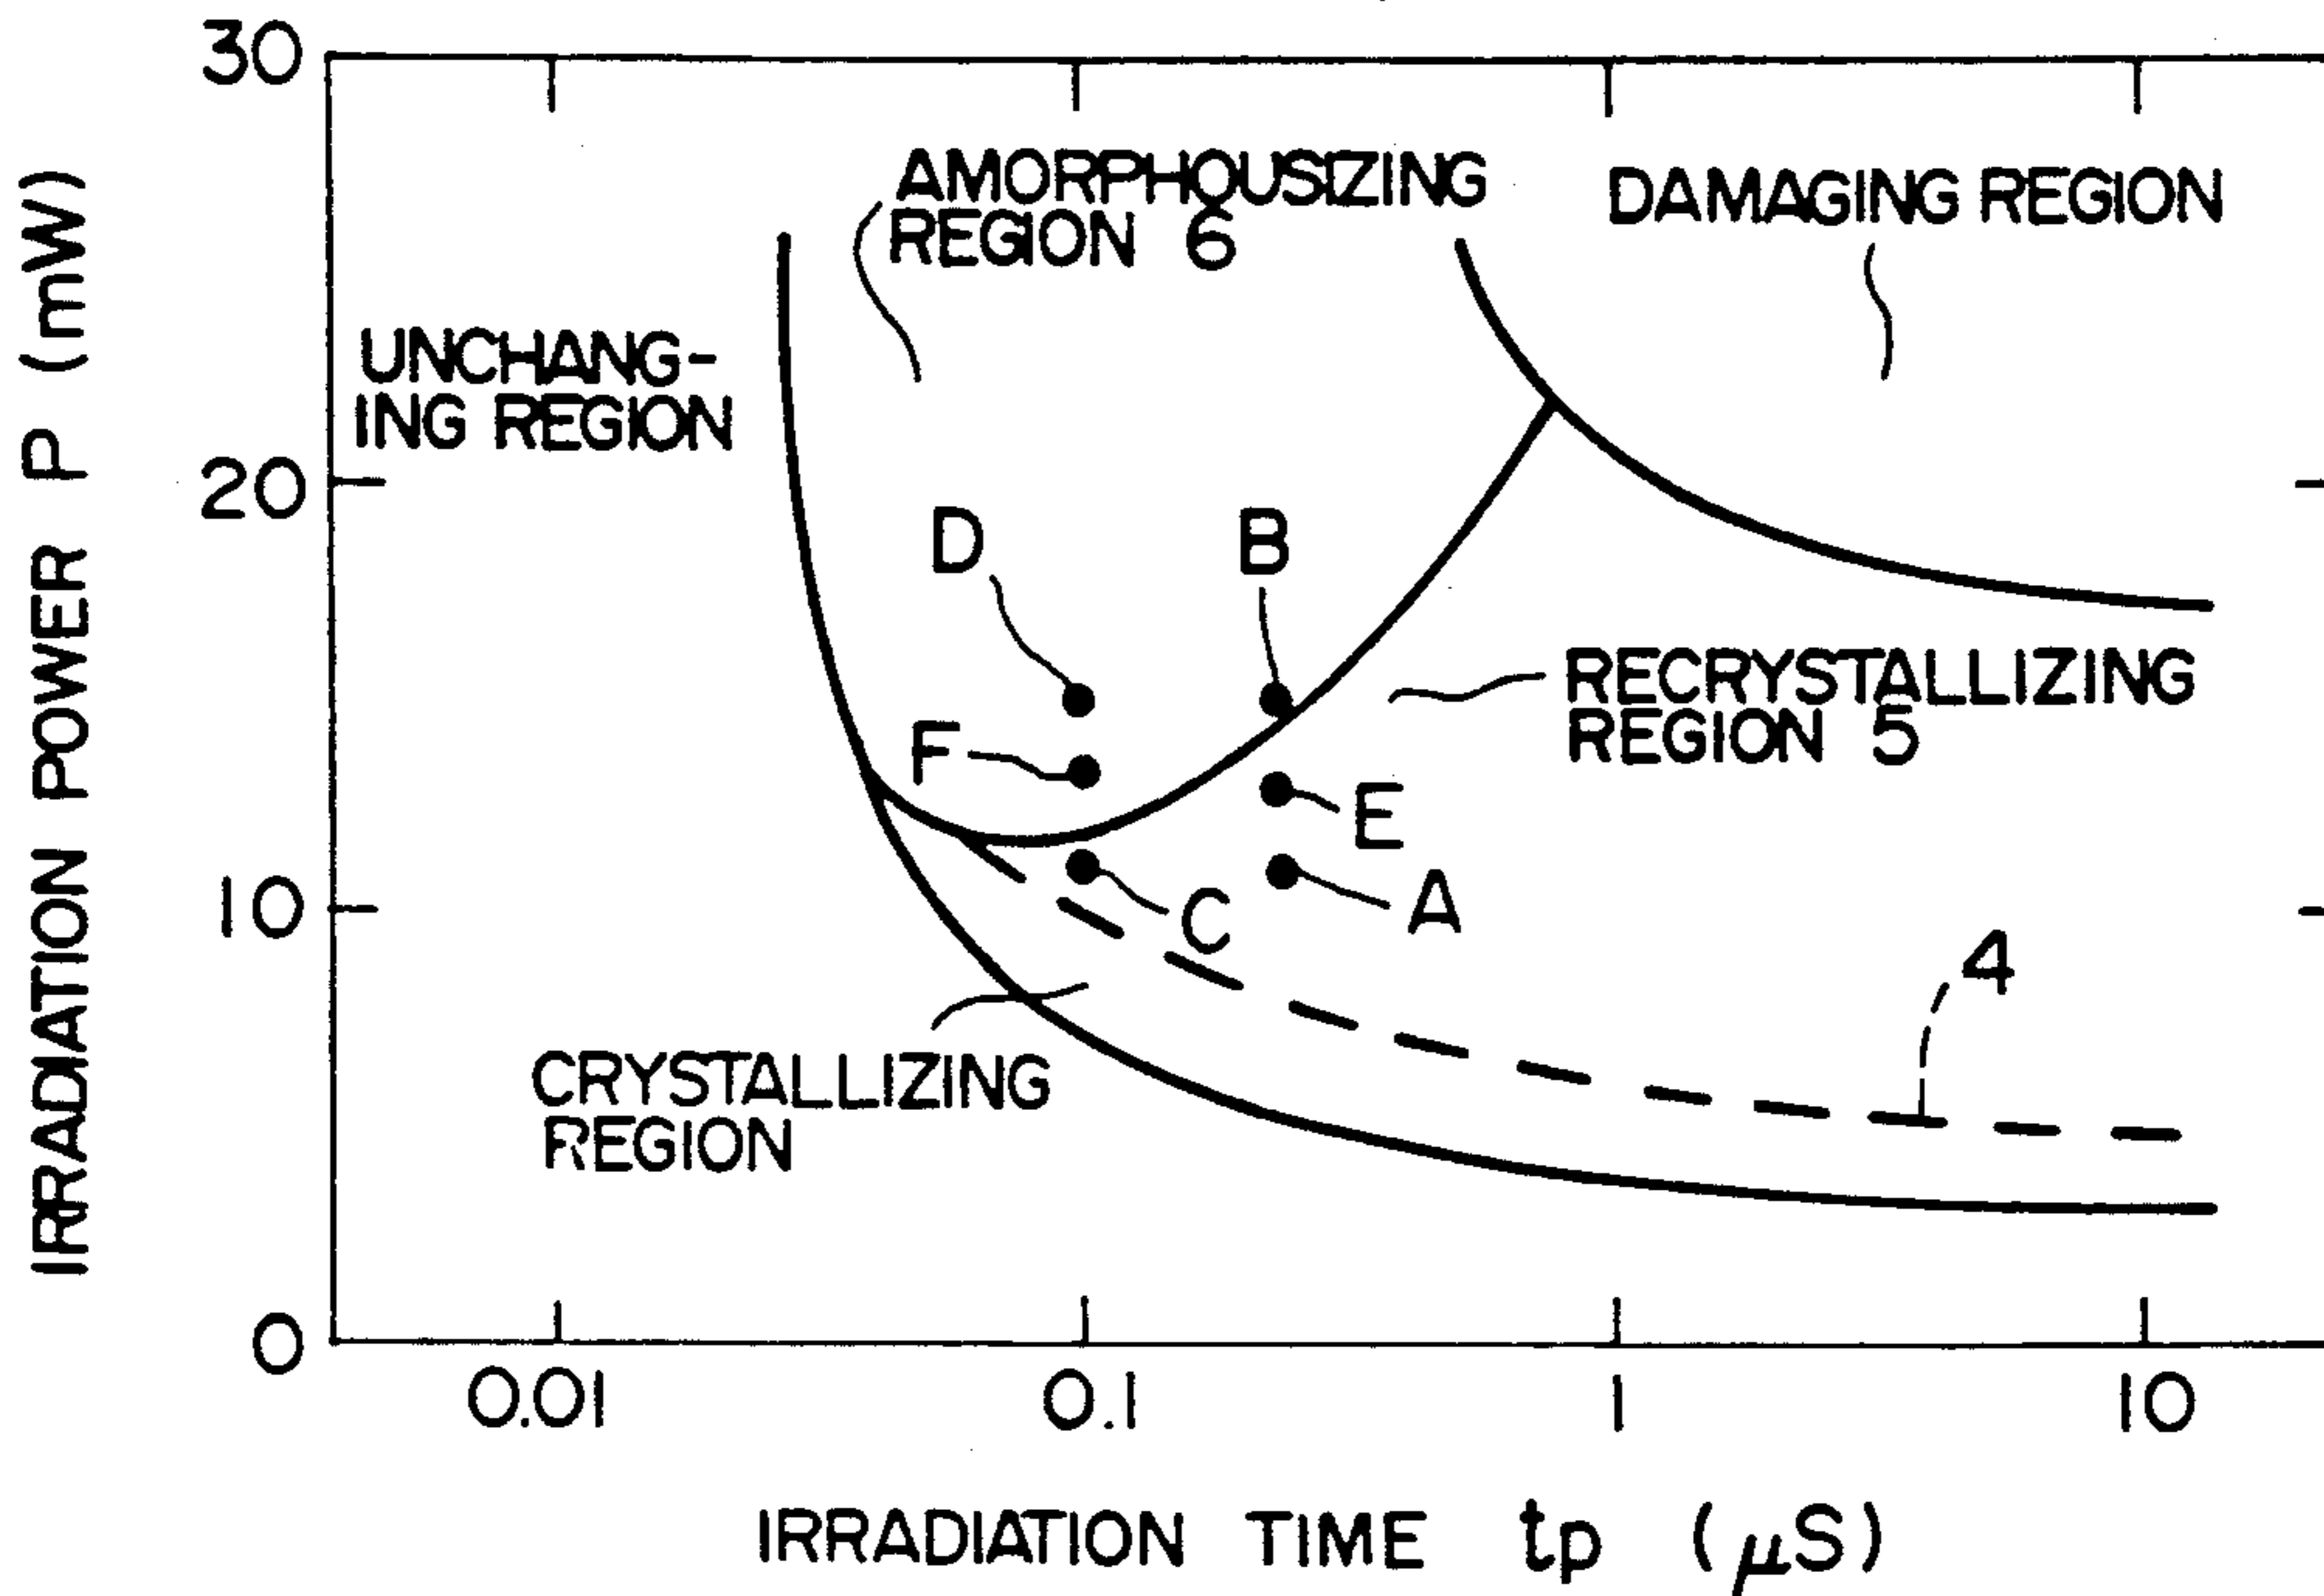 30
AMORPHOUSIZING
REGION 6
DAMAGING REGION
UNCHANG-
ING REGION
20
D
B
RECRYSTALLIZING
REGION 5
F
E
C
A
10
4
CRYSTALLIZING
REGION
0
0.01
0.1
1
10
IRRADIATION TIME tp (μS)
IRRADIATION POWER P (mW)